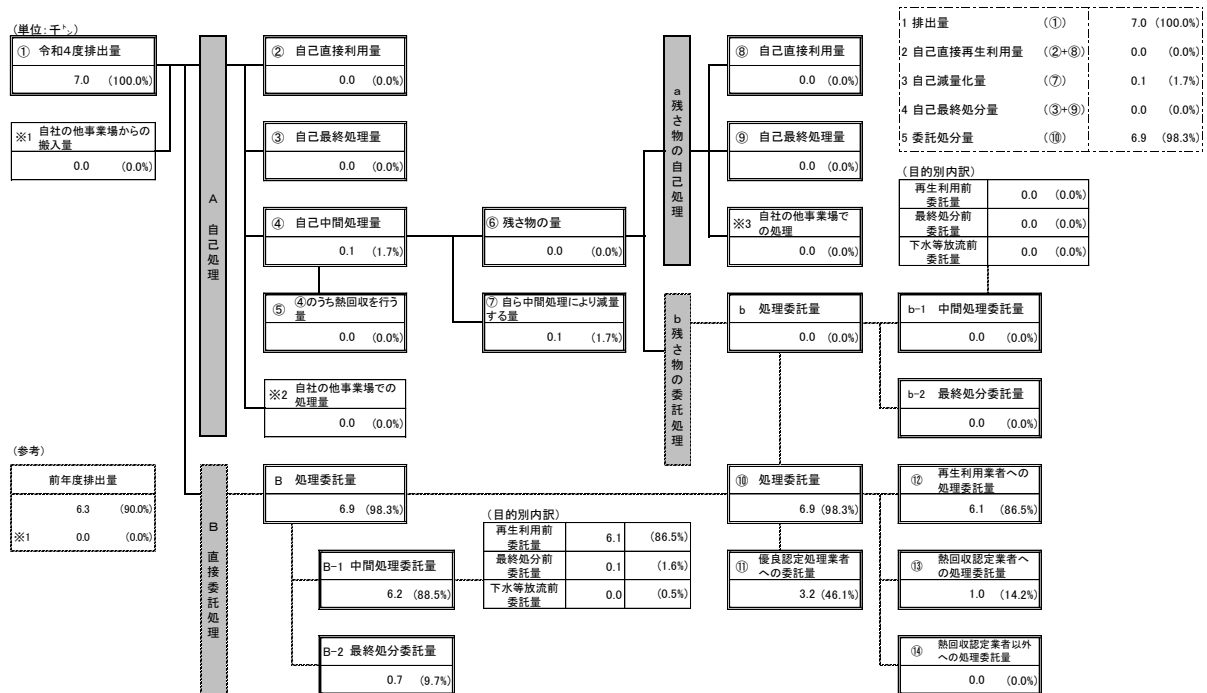 (単位:千㌧)
① 令和4度排出量
7.0 (100.0%)
※1 自社の他事業場からの
搬入量
0.0 (0.0%)
A 自己処理
② 自己直接利用量
0.0 (0.0%)
③ 自己最終処理量
0.0 (0.0%)
④ 自己中間処理量
0.1 (1.7%)
⑤ ④のうち熱回収を行う
量
0.0 (0.0%)
※2 自社の他事業場での
処理量
0.0 (0.0%)
⑥ 残さ物の量
0.0 (0.0%)
⑦ 自ら中間処理により減量
する量
0.1 (1.7%)
a 残さ物の自己処理
⑧ 自己直接利用量
0.0 (0.0%)
⑨ 自己最終処理量
0.0 (0.0%)
※3 自社の他事業場で
の処理
0.0 (0.0%)
b 残さ物の委託処理
b 処理委託量
0.0 (0.0%)
1 排出量 (①) 7.0 (100.0%)
2 自己直接再生利用量 (②+⑧) 0.0 (0.0%)
3 自己減量化量 (⑦) 0.1 (1.7%)
4 自己最終処分量 (③+⑨) 0.0 (0.0%)
5 委託処分量 (⑩) 6.9 (98.3%)
(目的別内訳)
再生利用前
委託量 0.0 (0.0%)
最終処分前
委託量 0.0 (0.0%)
下水等放流前
委託量 0.0 (0.0%)
b-1 中間処理委託量
0.0 (0.0%)
b-2 最終処分委託量
0.0 (0.0%)
(参考)
前年度排出量
6.3 (90.0%)
※1 0.0 (0.0%)
B 直接委託処理
B 処理委託量
6.9 (98.3%)
B-1 中間処理委託量
6.2 (88.5%)
B-2 最終処分委託量
0.7 (9.7%)
(目的別内訳)
再生利用前
委託量 6.1 (86.5%)
最終処分前
委託量 0.1 (1.6%)
下水等放流前
委託量 0.0 (0.5%)
⑩ 処理委託量
6.9 (98.3%)
⑪ 優良認定処理業者
への委託量
3.2 (46.1%)
⑫ 再生利用業者への
処理委託量
6.1 (86.5%)
⑬ 熱回収認定業者へ
の処理委託量
1.0 (14.2%)
⑭ 熱回収認定業者以外
への処理委託量
0.0 (0.0%)